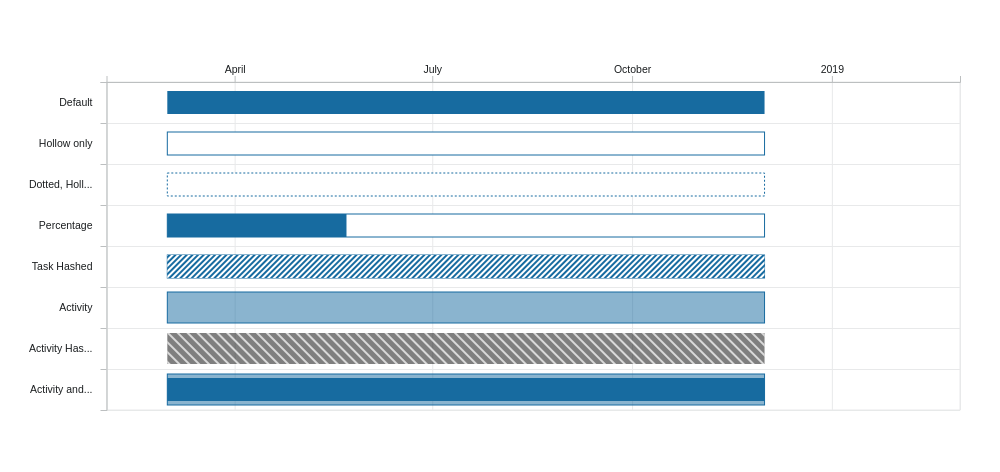 April July October 2019
Default
Hollow only
Dotted, Holl...
Percentage
Task Hashed
Activity
Activity Has...
Activity and...